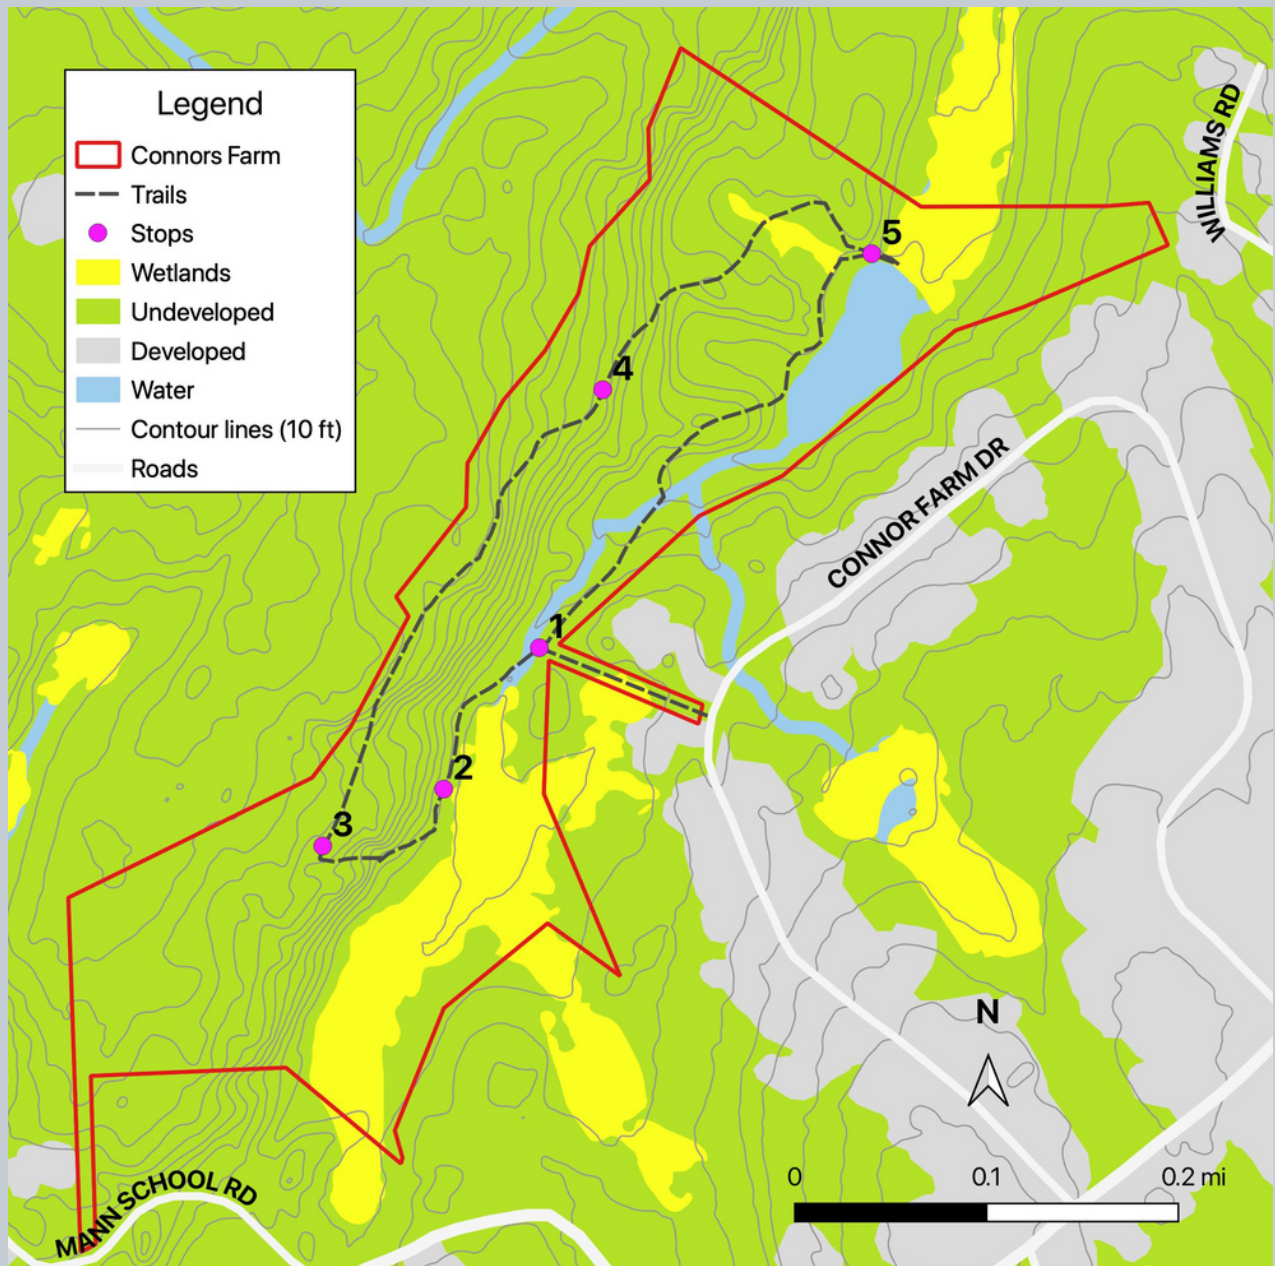 Legend
Connors Farm
Trails
Stops
Wetlands
Undeveloped
Developed
Water
Contour lines (10 ft)
Roads
WILLIAMS RD
5
4
CONNOR FARM DR
1
2
3
N
MANN SCHOOL RD
0 0.1 0.2 mi